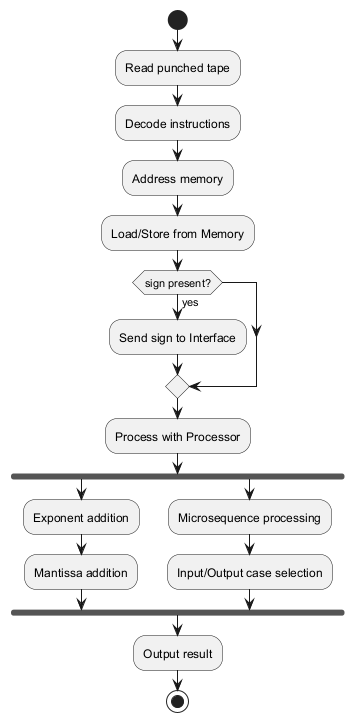 Read punched tape
Decode instructions
Address memory
Load/Store from Memory
sign present?
yes
Send sign to Interface
Process with Processor
Exponent addition
Microsequence processing
Mantissa addition
Input/Output case selection
Output result